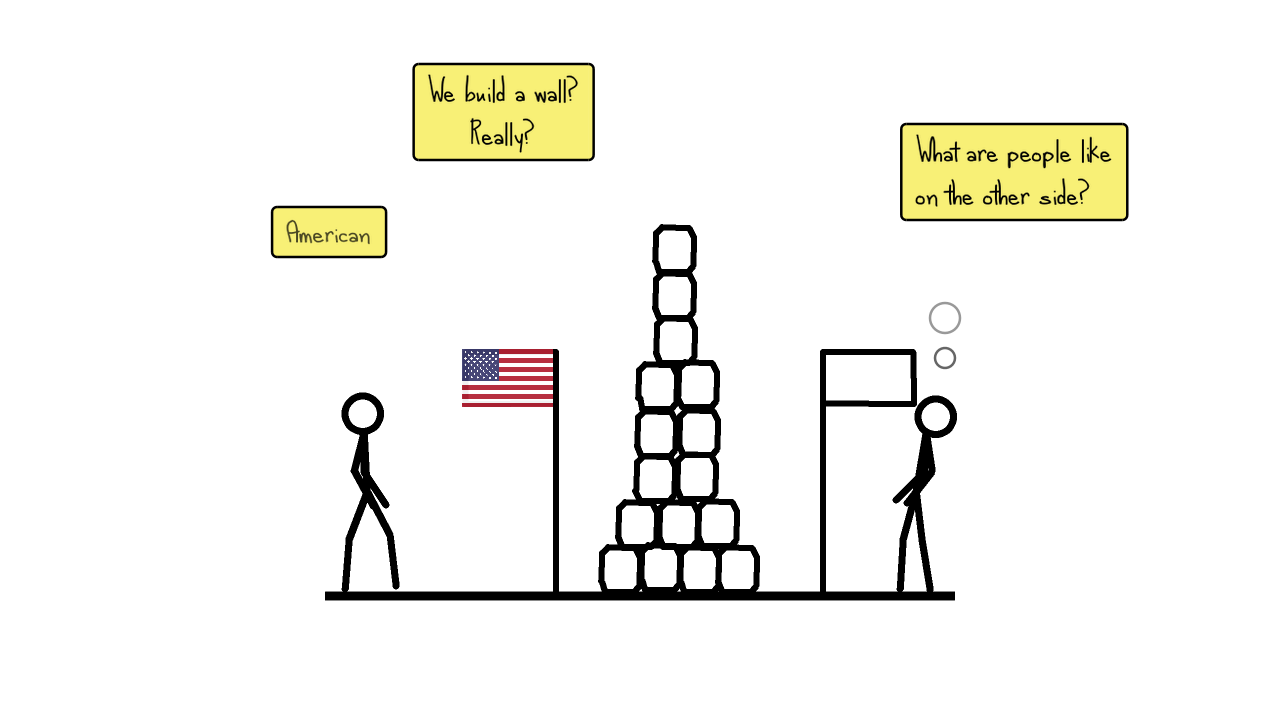 We build a wall?
Really?
What are people like
on the other side?
American